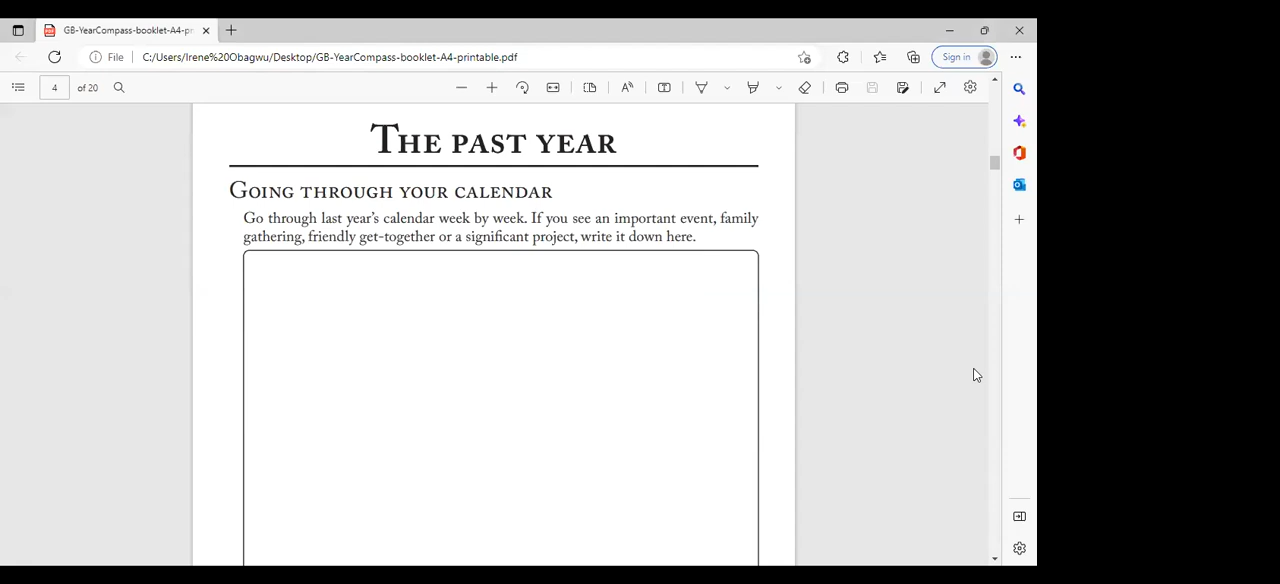 GB-YearCompass-booklet-A4-pr
File
C:/Users/Irene%20Obagwu/Desktop/GB-YearCompass-booklet-A4-printable.pdf
Sign in
4 of 20
The past year
Going through your calendar
Go through last year's calendar week by week. If you see an important event, family
gathering, friendly get-together or a significant project, write it down here.